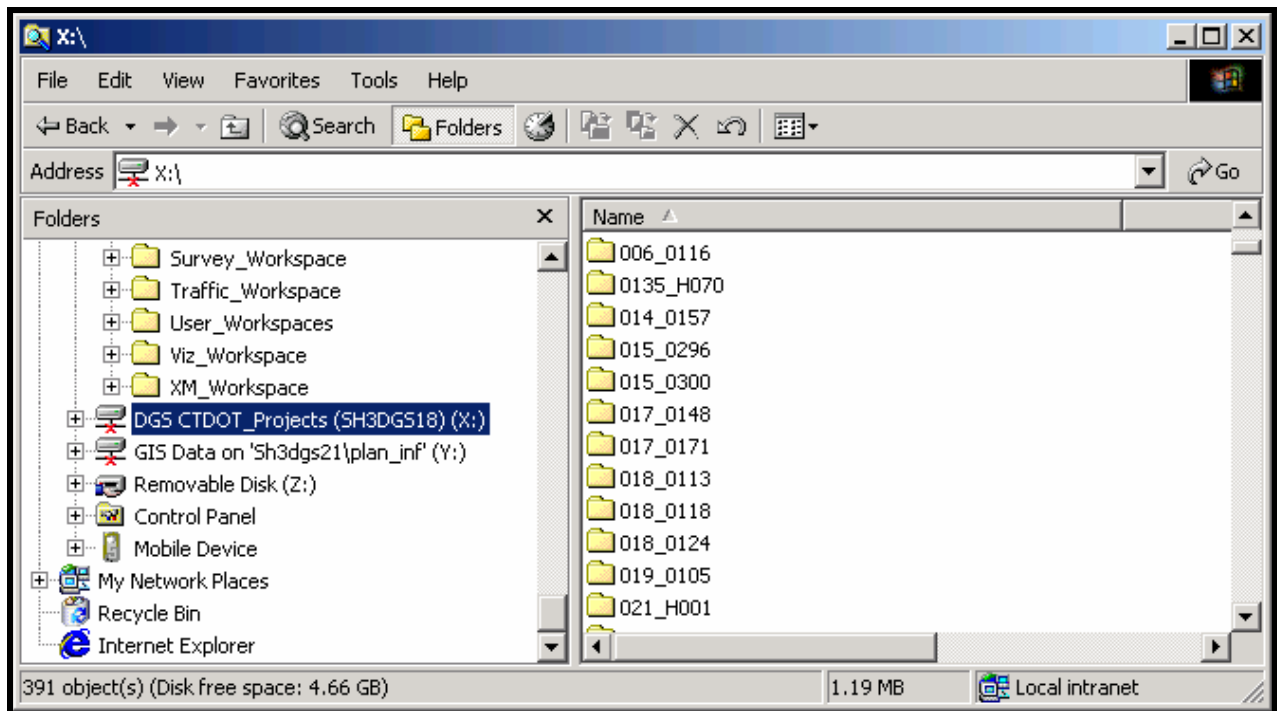 X:\
File Edit View Favorites Tools Help
Back Search Folders
Address X:\ Go
Folders
Survey_Workspace
Traffic_Workspace
User_Workspaces
Viz_Workspace
XM_Workspace
DGS CTDOT_Projects (SH3DGS18) (X:)
GIS Data on 'Sh3dgs21\plan_inf' (Y:)
Removable Disk (Z:)
Control Panel
Mobile Device
My Network Places
Recycle Bin
Internet Explorer
Name
006_0116
0135_H070
014_0157
015_0296
015_0300
017_0148
017_0171
018_0113
018_0118
018_0124
019_0105
021_H001
391 object(s) (Disk free space: 4.66 GB) 1.19 MB Local intranet